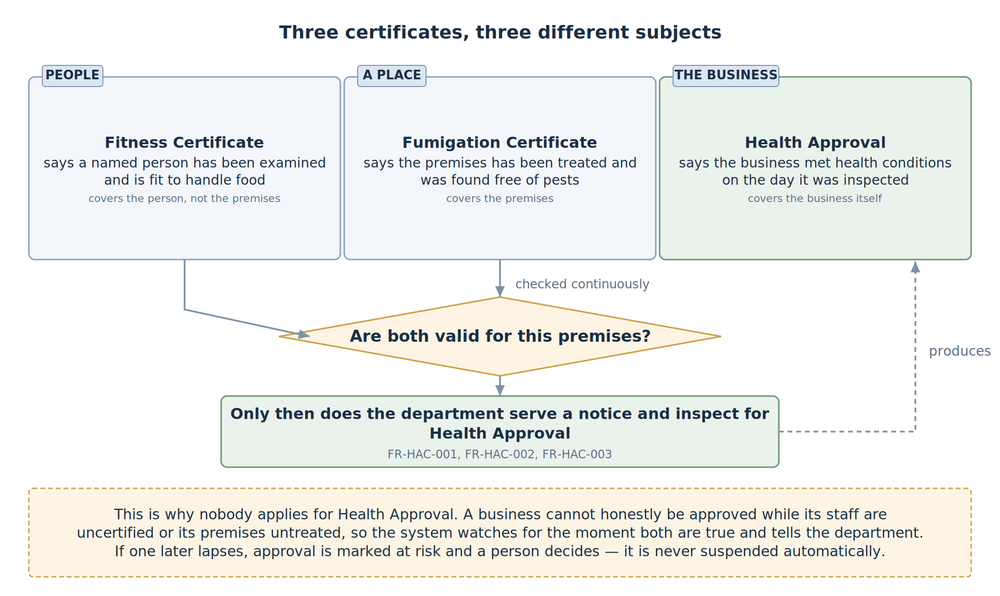 Three certificates, three different subjects
PEOPLE
Fitness Certificate
says a named person has been examined
and is fit to handle food
covers the person, not the premises
A PLACE
Fumigation Certificate
says the premises has been treated and
was found free of pests
covers the premises
THE BUSINESS
Health Approval
says the business met health conditions
on the day it was inspected
covers the business itself
checked continuously
Are both valid for this premises?
produces
Only then does the department serve a notice and inspect for
Health Approval
FR-HAC-001, FR-HAC-002, FR-HAC-003
This is why nobody applies for Health Approval. A business cannot honestly be approved while its staff are
uncertified or its premises untreated, so the system watches for the moment both are true and tells the department.
If one later lapses, approval is marked at risk and a person decides — it is never suspended automatically.